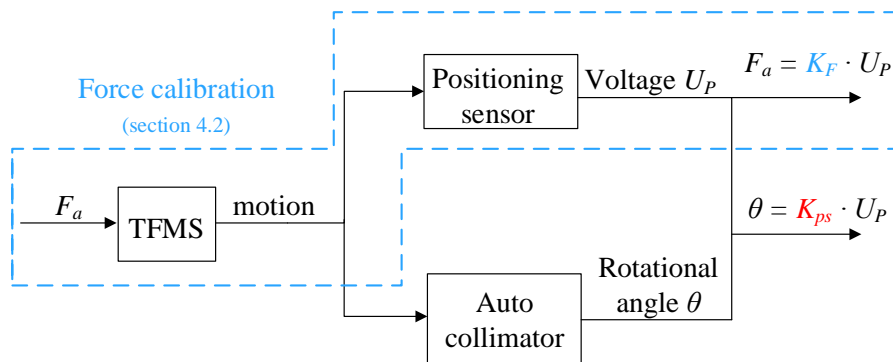 Force calibration
(section 4.2)
Positioning
sensor
Voltage U_P
F_a = K_F · U_P
F_a
TFMS
motion
θ = K_ps · U_P
Auto
collimator
Rotational
angle θ